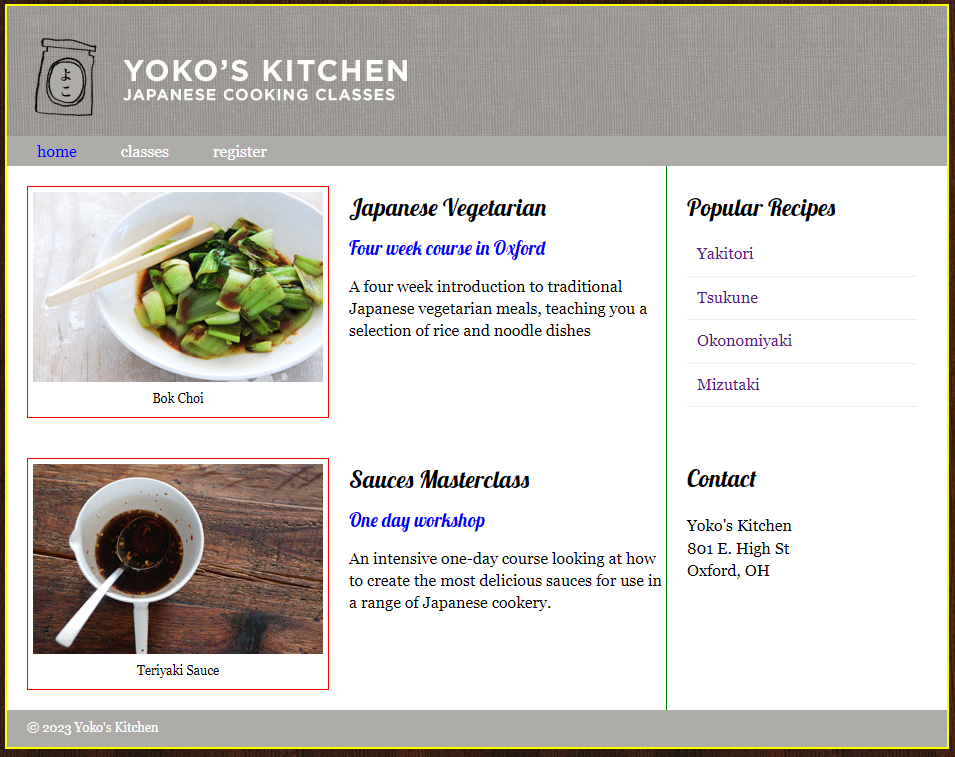 よこ
YOKO'S KITCHEN
JAPANESE COOKING CLASSES
home classes register
Bok Choi
Japanese Vegetarian
Four week course in Oxford
A four week introduction to traditional
Japanese vegetarian meals, teaching you a
selection of rice and noodle dishes
Teriyaki Sauce
Sauces Masterclass
One day workshop
An intensive one-day course looking at how
to create the most delicious sauces for use in
a range of Japanese cookery.
Popular Recipes
Yakitori
Tsukune
Okonomiyaki
Mizutaki
Contact
Yoko's Kitchen
801 E. High St
Oxford, OH
© 2023 Yoko's Kitchen